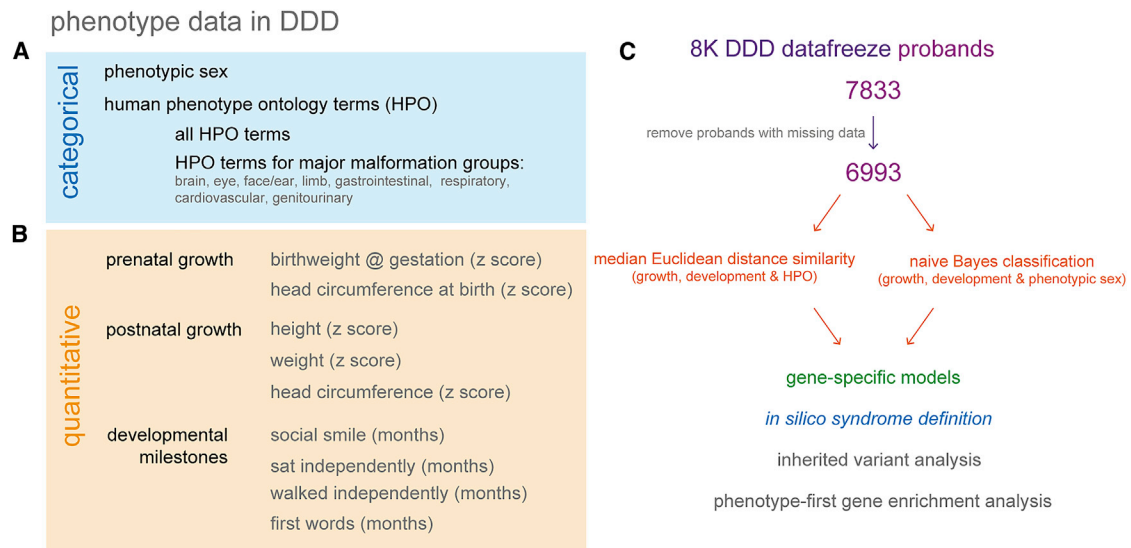 phenotype data in DDD
A
categorical
phenotypic sex
human phenotype ontology terms (HPO)
all HPO terms
HPO terms for major malformation groups:
brain, eye, face/ear, limb, gastrointestinal, respiratory,
cardiovascular, genitourinary
B
quantitative
prenatal growth
birthweight @ gestation (z score)
head circumference at birth (z score)
postnatal growth
height (z score)
weight (z score)
head circumference (z score)
developmental
milestones
social smile (months)
sat independently (months)
walked independently (months)
first words (months)
C
8K DDD datafreeze probands
7833
remove probands with missing data
6993
median Euclidean distance similarity
(growth, development & HPO)
naive Bayes classification
(growth, development & phenotypic sex)
gene-specific models
in silico syndrome definition
inherited variant analysis
phenotype-first gene enrichment analysis